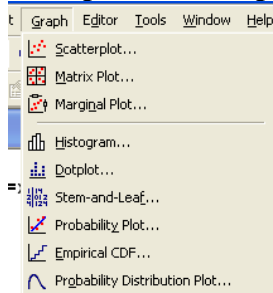 t Graph Editor Tools Window Help
Scatterplot...
Matrix Plot...
Marginal Plot...
Histogram...
Dotplot...
=> Stem-and-Leaf...
Probability Plot...
Empirical CDF...
Probability Distribution Plot...